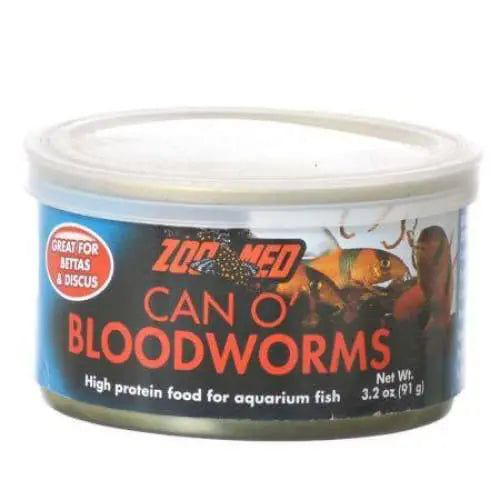 GREAT FOR
BETTAS
& DISCUS
ZOO MED
CAN O'
BLOODWORMS
High protein food for aquarium fish
Net Wt.
3.2 oz (91 g)